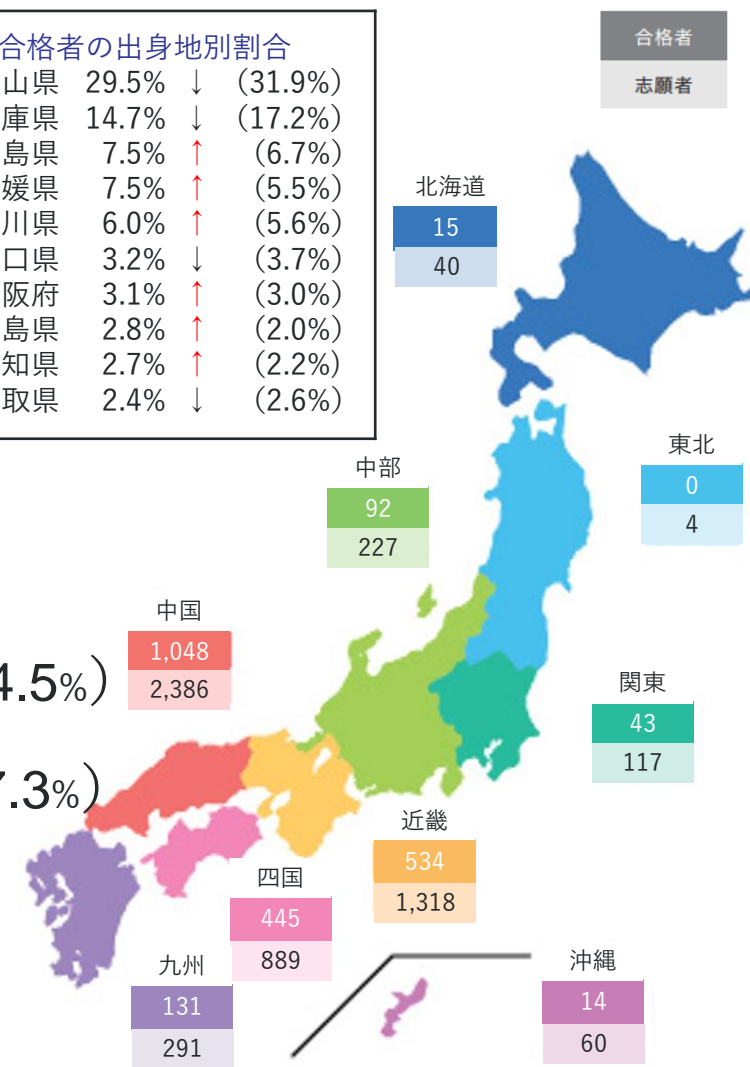 合格者の出身地別割合
山県 29.5% ↓ (31.9%)
庫県 14.7% ↓ (17.2%)
島県 7.5% ↑ (6.7%)
媛県 7.5% ↑ (5.5%)
川県 6.0% ↑ (5.6%)
口県 3.2% ↓ (3.7%)
阪府 3.1% ↑ (3.0%)
島県 2.8% ↑ (2.0%)
知県 2.7% ↑ (2.2%)
取県 2.4% ↓ (2.6%)
合格者
志願者
北海道
15
40
東北
0
4
中部
92
227
中国
1,048
2,386
4.5%)
7.3%)
関東
43
117
近畿
534
1,318
四国
445
889
九州
131
291
沖縄
14
60